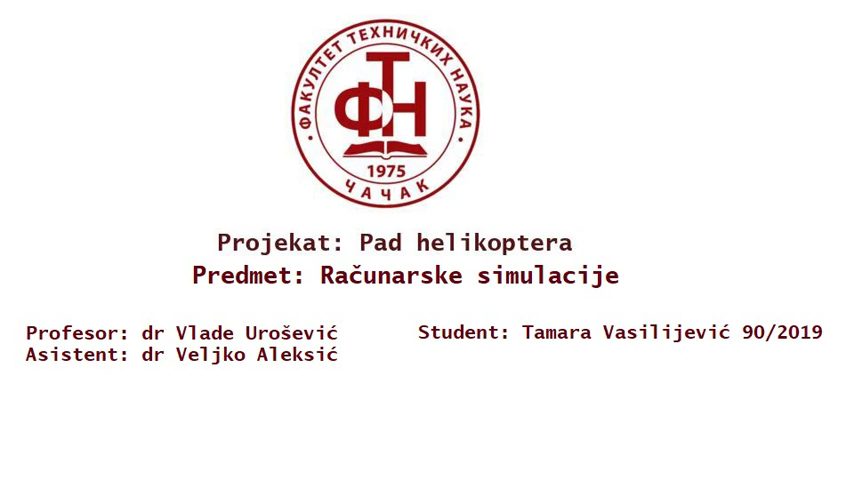 • ФАКУЛТЕТ ТЕХНИЧКИХ НАУКА •
ФТН
1975
ЧАЧАК
Projekat: Pad helikoptera
Predmet: Računarske simulacije
Profesor: dr Vlade Urošević
Asistent: dr Veljko Aleksić
Student: Tamara Vasilijević 90/2019